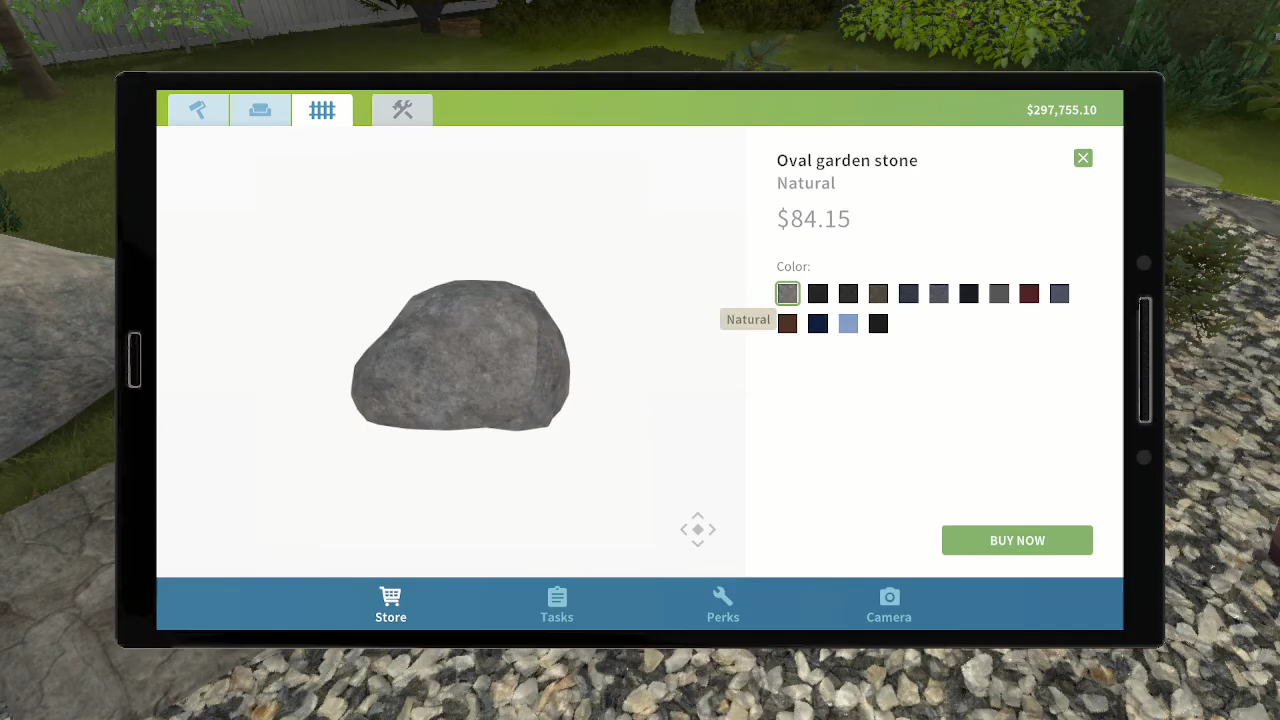 $297,755.10
Oval garden stone
Natural
$84.15
Color:
Natural
BUY NOW
Store
Tasks
Perks
Camera